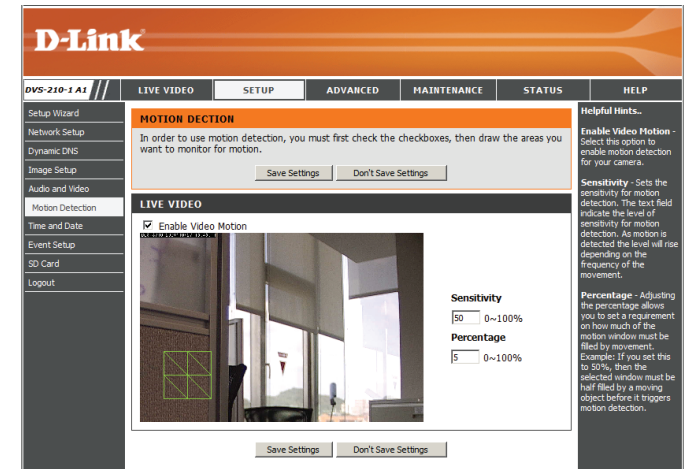 D-Link
DVS-210-1 A1
LIVE VIDEO
SETUP
ADVANCED
MAINTENANCE
STATUS
HELP
Setup Wizard
Network Setup
Dynamic DNS
Image Setup
Audio and Video
Motion Detection
Time and Date
Event Setup
SD Card
Logout
MOTION DECTION
In order to use motion detection, you must first check the checkboxes, then draw the areas you
want to monitor for motion.
Save Settings
Don't Save Settings
LIVE VIDEO
Enable Video Motion
Sensitivity
50 0~100%
Percentage
5 0~100%
Save Settings
Don't Save Settings
Helpful Hints..
Enable Video Motion -
Select this option to
enable motion detection
for your camera.
Sensitivity - Sets the
sensitivity for motion
detection. The text field
indicate the level of
sensitivity for motion
detection. As motion is
detected the level will rise
depending on the
frequency of the
movement.
Percentage - Adjusting
the percentage allows
you to set a requirement
on how much of the
motion window must be
filled by movement.
Example: If you set this
to 50%, then the
selected window must be
half filled by a moving
object before it triggers
motion detection.